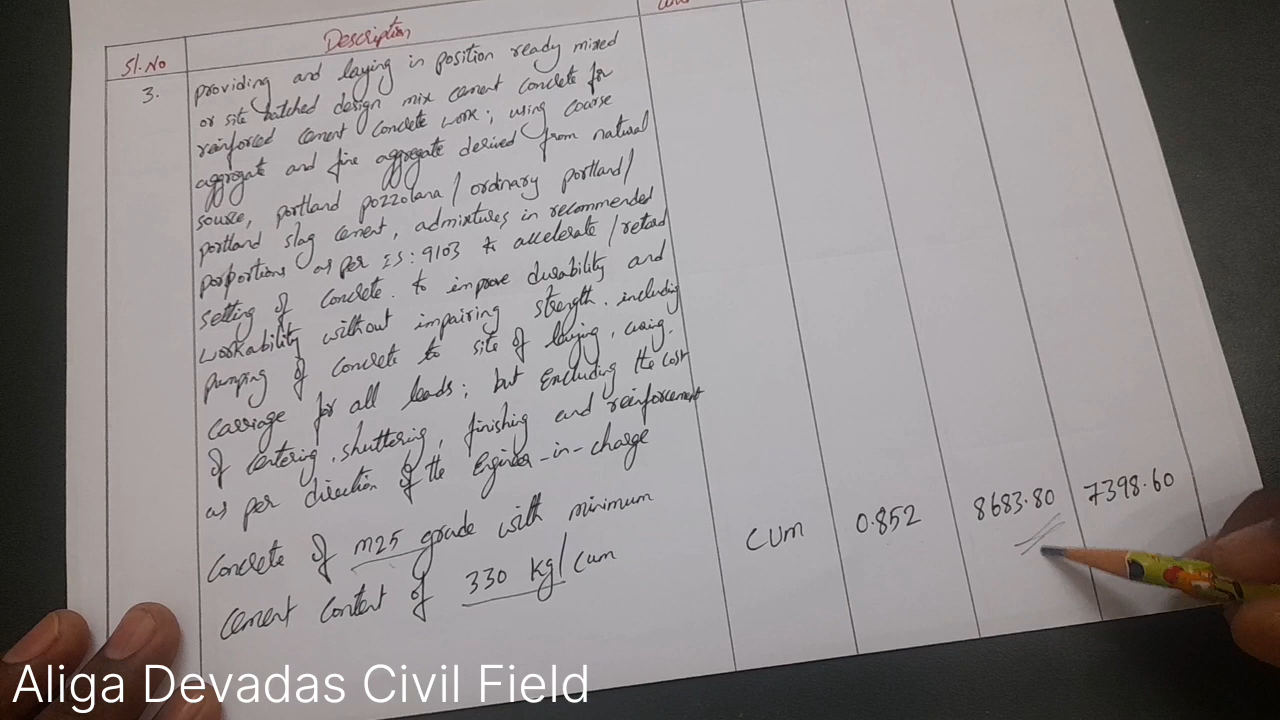 Sl.No
Description
3.
providing and laying in position ready mixed
or site batched design mix cement concrete for
reinforced cement concrete work; using coarse
aggregate and fine aggregate derived from natural
source, portland pozzolana/ordinary portland/
portland slag cement, admixtures in recommended
porportions as per IS:9103 to accelerate/retard
setting of concrete. to improve durability and
workability without impairing strength. including
pumping of concrete to site of laying, using,
carriage for all leads; but Excluding the cost
of centering, shuttering, finishing and reinforcement
as per direction of the Engineer-in-charge
Concrete of M25 grade with minimum
cement content of 330 kg/cum
CUM
0.852
8683.80
7398.60
Aliga Devadas Civil Field